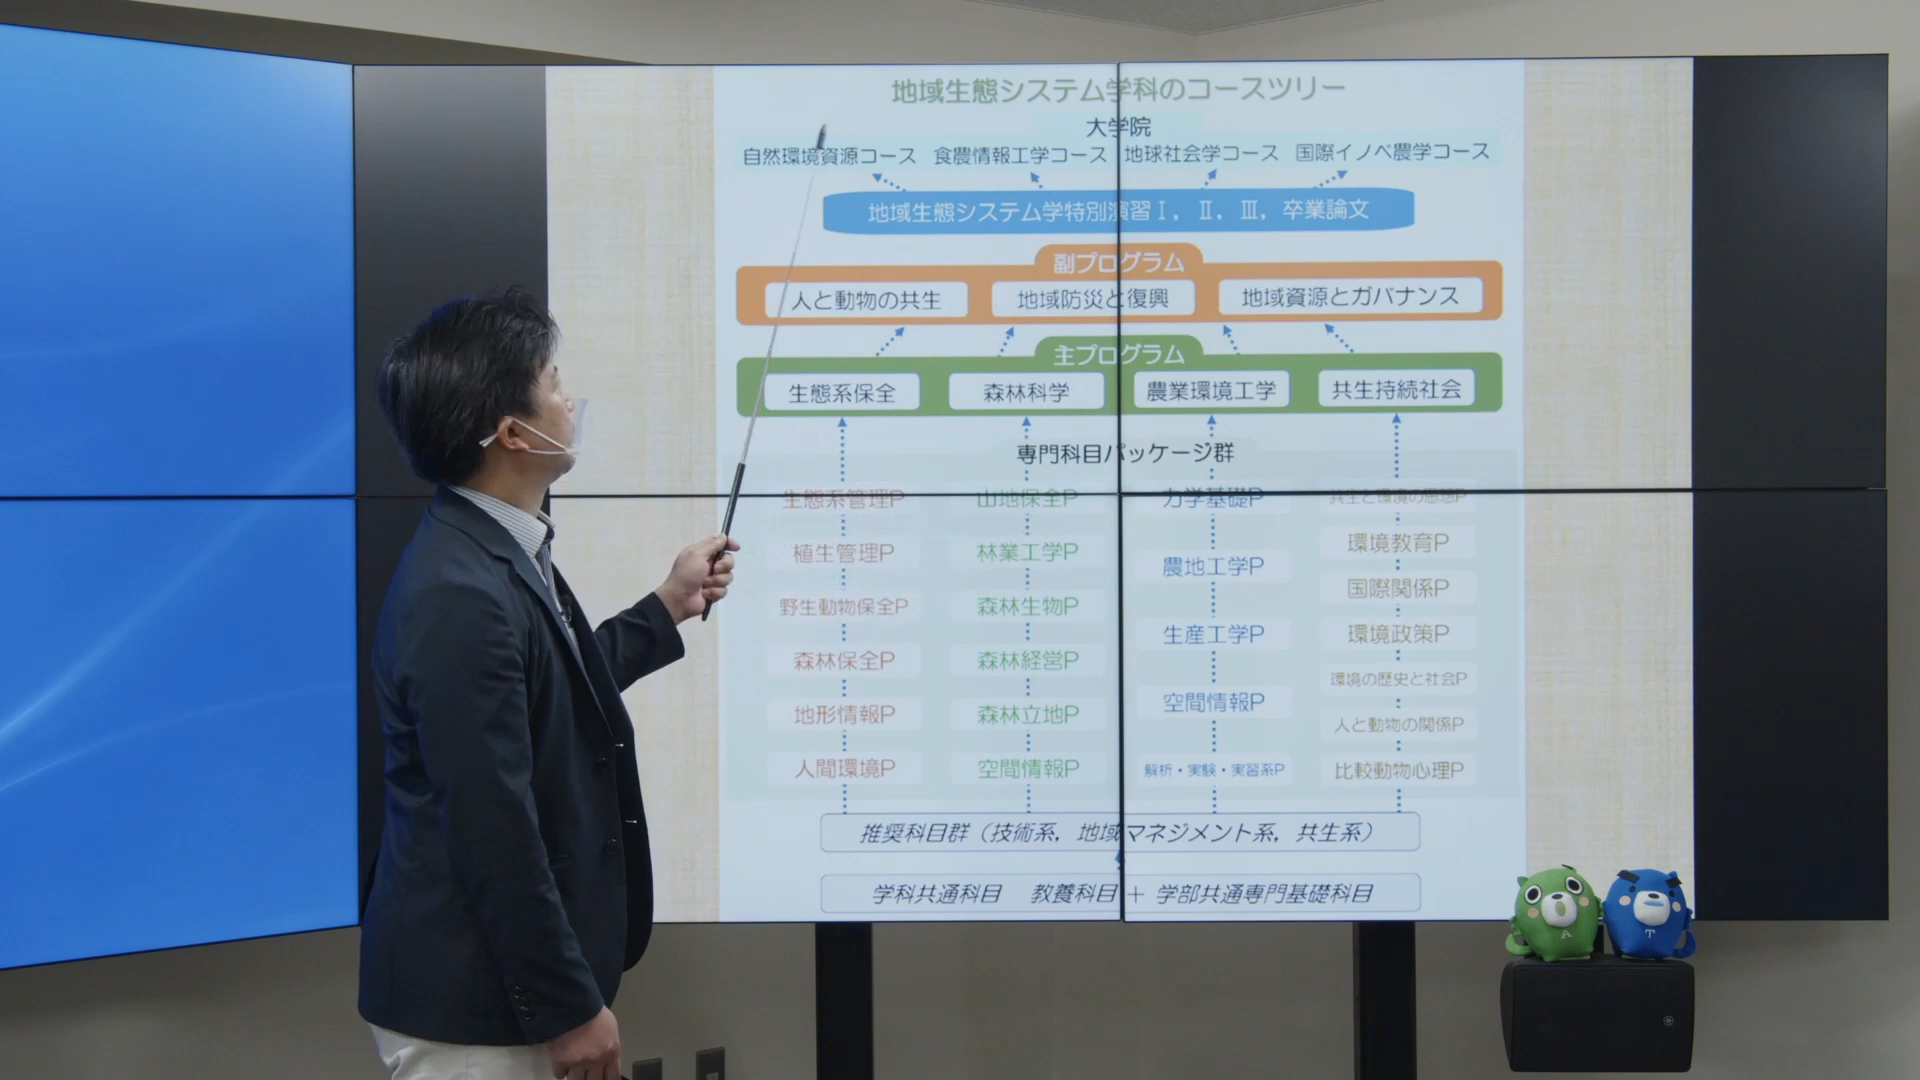 地域生態システム学科のコースツリー
大学院
自然環境資源コース 食農情報工学コース 地球社会学コース 国際イノベ農学コース
地域生態システム学特別演習Ⅰ，Ⅱ，Ⅲ，卒業論文
副プログラム
人と動物の共生 地域防災と復興 地域資源とガバナンス
主プログラム
生態系保全 森林科学 農業環境工学 共生持続社会
専門科目パッケージ群
生態系管理P 山地保全P 力学基礎P 共生と環境の思想P
植生管理P 林業工学P 農地工学P 環境教育P
野生動物保全P 森林生物P 生産工学P 国際関係P
森林保全P 森林経営P 空間情報P 環境政策P
地形情報P 森林立地P 解析・実験・実習系P 環境の歴史と社会P
人間環境P 空間情報P 人と動物の関係P
比較動物心理P
推奨科目群（技術系，地域マネジメント系，共生系）
学科共通科目 教養科目＋学部共通専門基礎科目
A
T